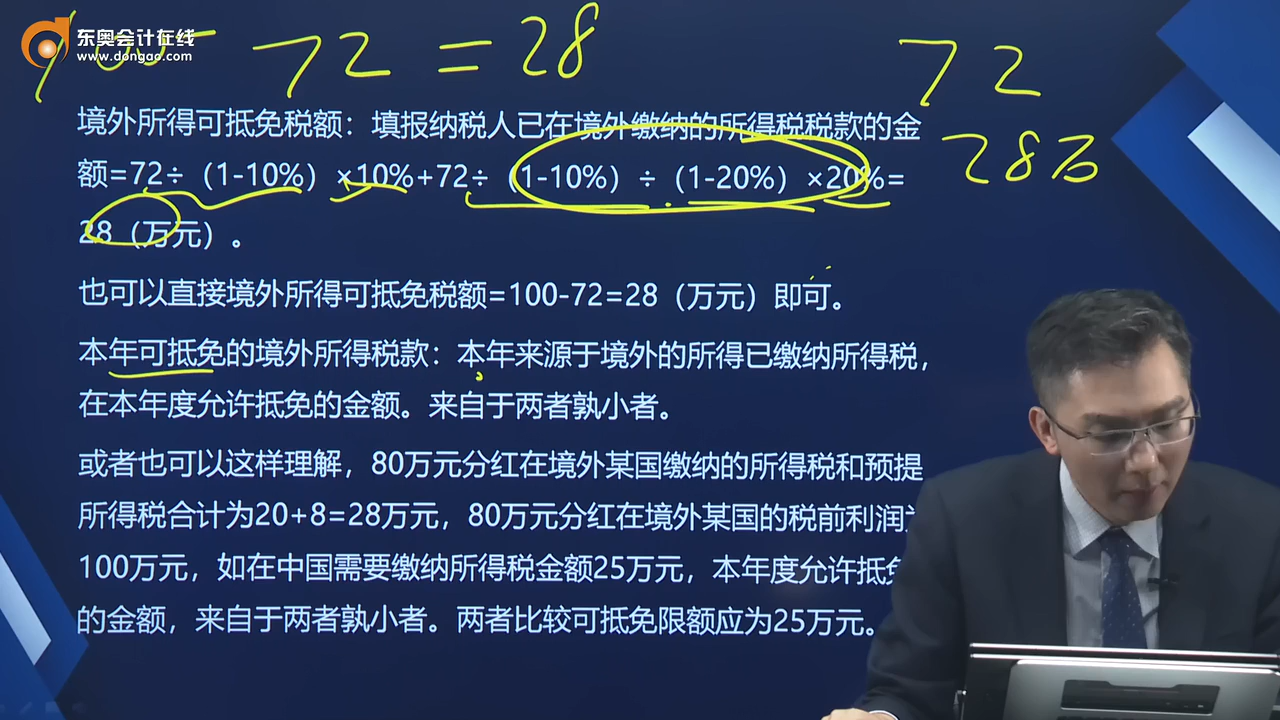 东奥会计在线
www.dongao.com
100-72=28
72
28万
境外所得可抵免税额：填报纳税人已在境外缴纳的所得税税款的金
额=72÷（1-10%）×10%+72÷（1-10%）÷（1-20%）×20%=
28（万元）。
也可以直接境外所得可抵免税额=100-72=28（万元）即可。
本年可抵免的境外所得税款：本年来源于境外的所得已缴纳所得税，
在本年度允许抵免的金额。来自于两者孰小者。
或者也可以这样理解，80万元分红在境外某国缴纳的所得税和预提
所得税合计为20+8=28万元，80万元分红在境外某国的税前利润
100万元，如在中国需要缴纳所得税金额25万元，本年度允许抵
的金额，来自于两者孰小者。两者比较可抵免限额应为25万元。